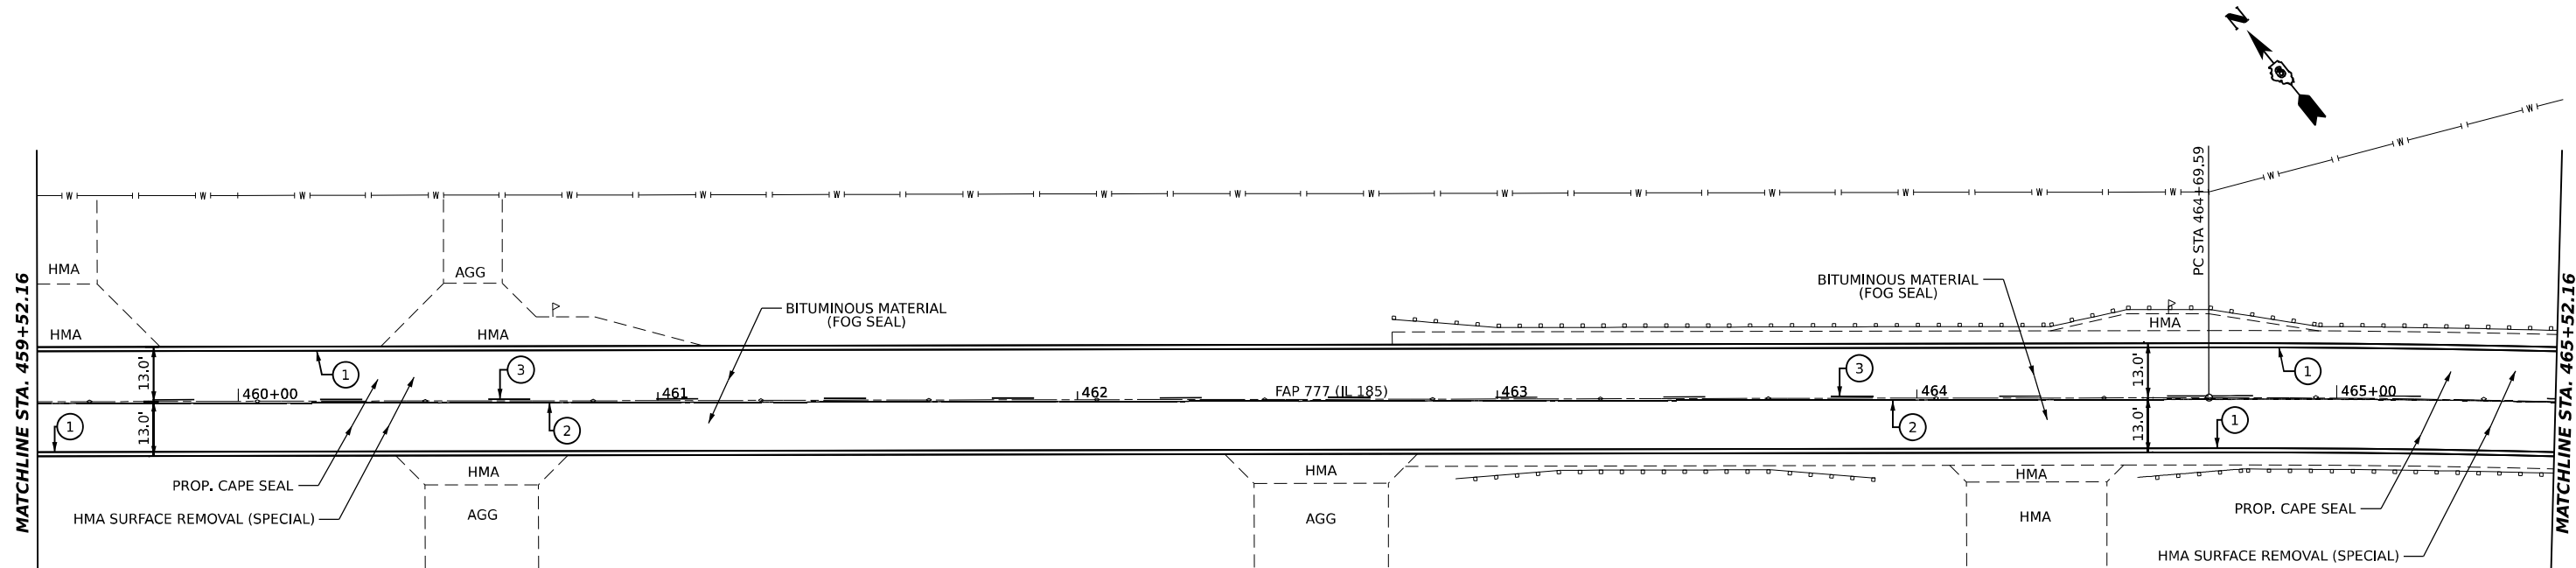 N
W W W W W W W W W W W W W W W W W W W W
MATCHLINE STA. 459+52.16
HMA
HMA
AGG
HMA
BITUMINOUS MATERIAL
(FOG SEAL)
BITUMINOUS MATERIAL
(FOG SEAL)
PC STA 464+69.59
HMA
MATCHLINE STA. 465+52.16
13.0'
1
3
3
13.0'
1
460+00
461
462
FAP 777 (IL 185)
463
464
465+00
13.0'
1
2
2
13.0'
1
PROP. CAPE SEAL
HMA SURFACE REMOVAL (SPECIAL)
HMA
AGG
HMA
AGG
HMA
HMA
PROP. CAPE SEAL
HMA SURFACE REMOVAL (SPECIAL)